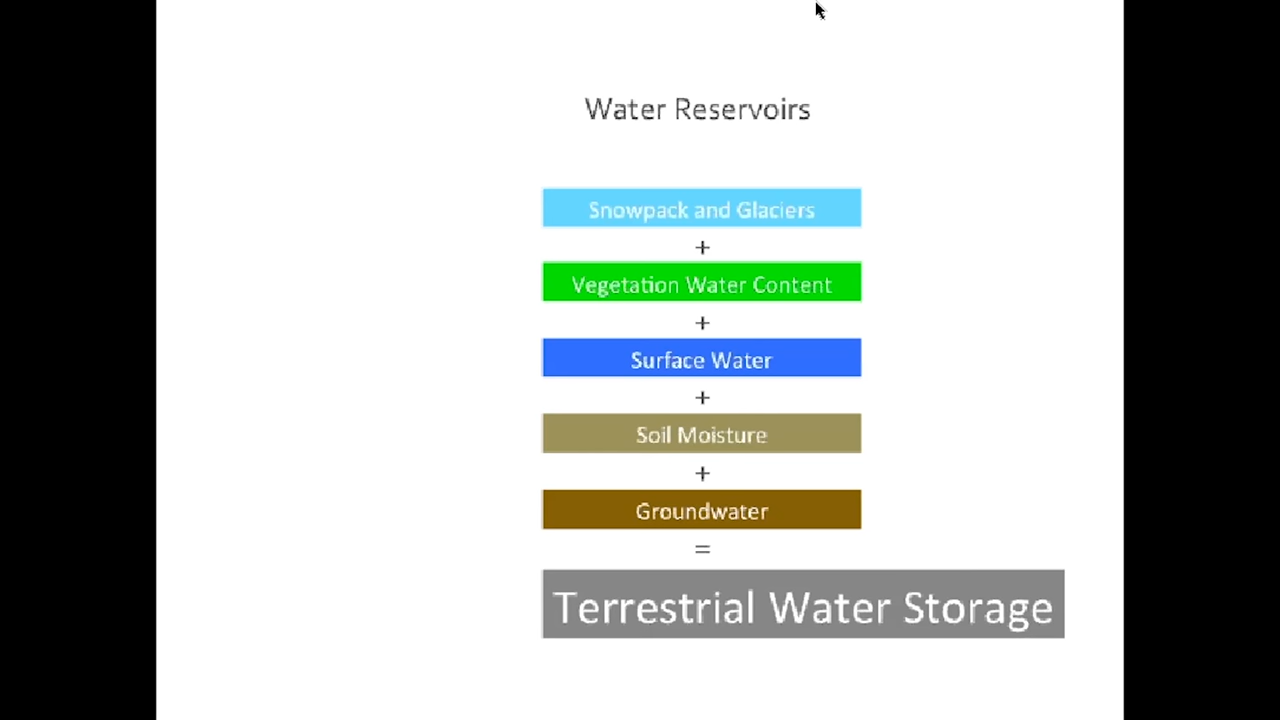 Water Reservoirs
Snowpack and Glaciers
+
Vegetation Water Content
+
Surface Water
+
Soil Moisture
+
Groundwater
=
Terrestrial Water Storage